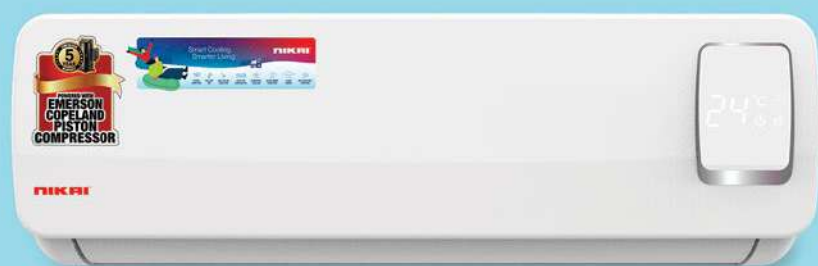 5
POWERED WITH
EMERSON
COPELAND
PISTON
COMPRESSOR
Smart Cooling,
Smarter Living
NIKAI
24°C
NIKAI